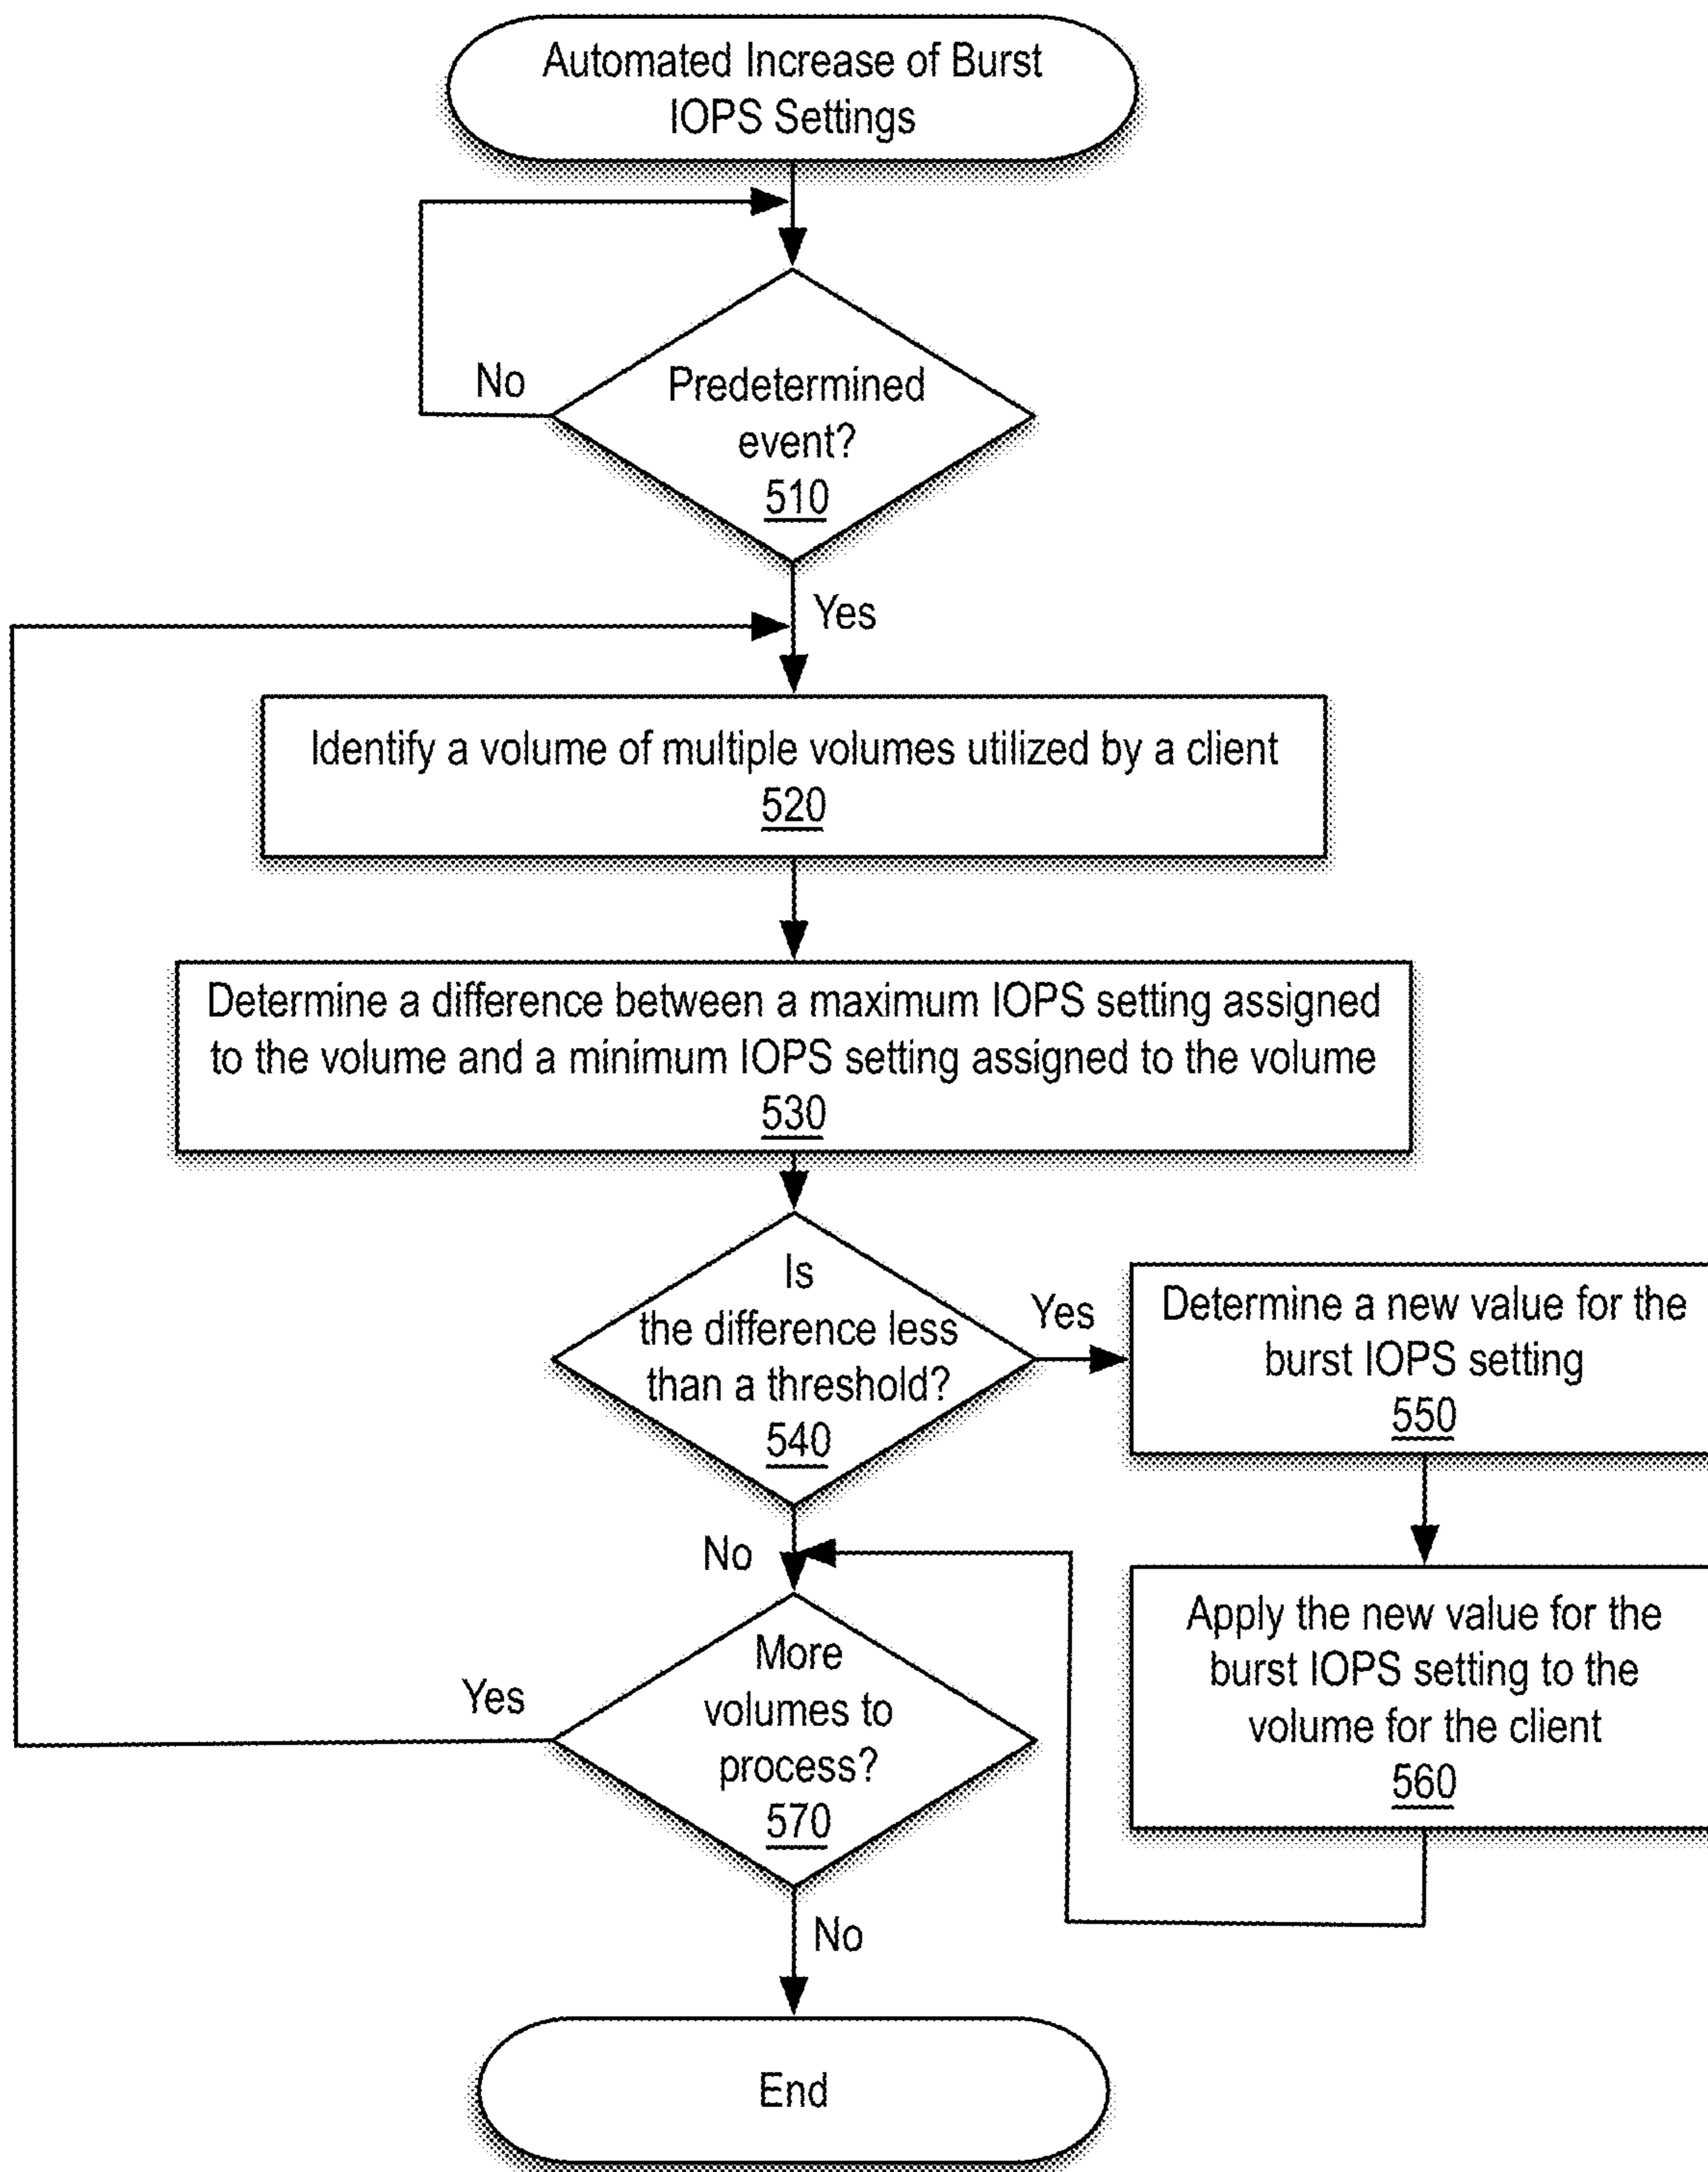 Automated Increase of Burst
IOPS Settings
No
Predetermined
event?
510
Yes
Identify a volume of multiple volumes utilized by a client
520
Determine a difference between a maximum IOPS setting assigned
to the volume and a minimum IOPS setting assigned to the volume
530
Is
the difference less
than a threshold?
540
Yes
Determine a new value for the
burst IOPS setting
550
No
Apply the new value for the
burst IOPS setting to the
volume for the client
560
Yes
More
volumes to
process?
570
No
End